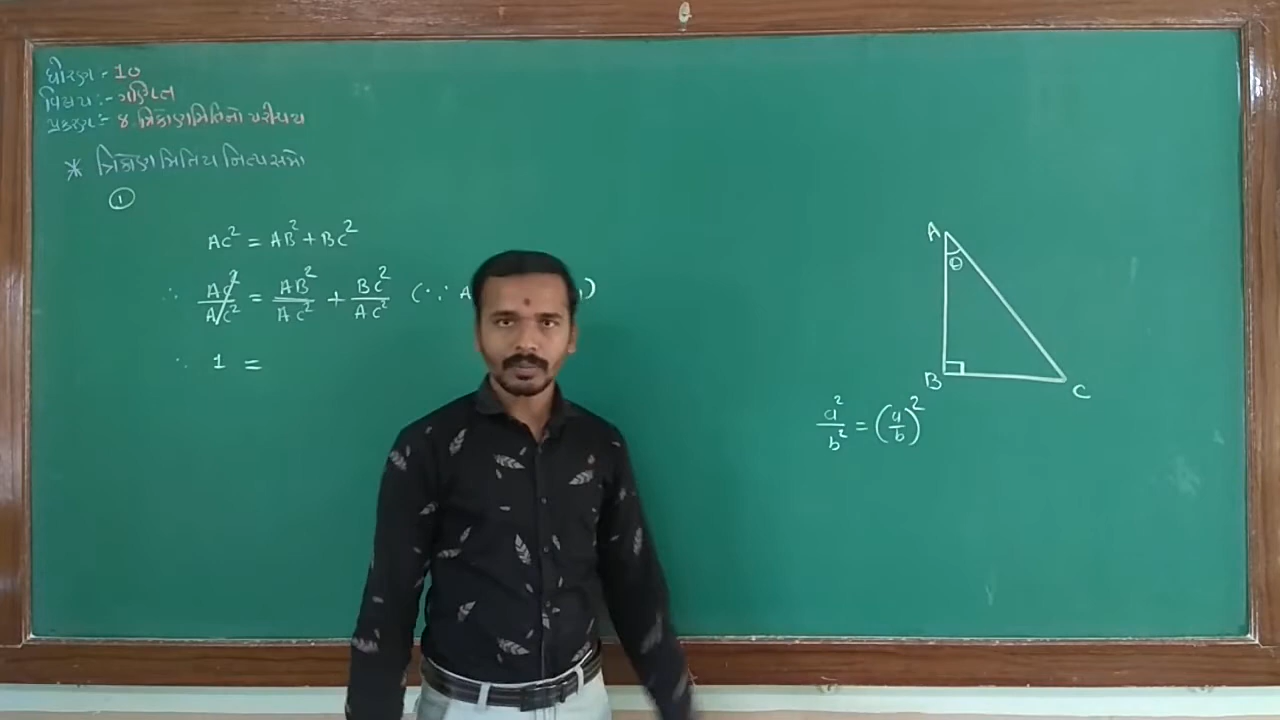 ધોરણ :- 10
વિષય :- ગણિત
પ્રકરણ :- ૪ ત્રિકોણમિતિનો પરીચય
* ત્રિકોણમિતિય નિત્યસમો
①
AC² = AB² + BC²
∴ AC²/AC² = AB²/AC² + BC²/AC² (∵ A )
∴ 1 =
A
θ
B
C
a²/b² = (a/b)²